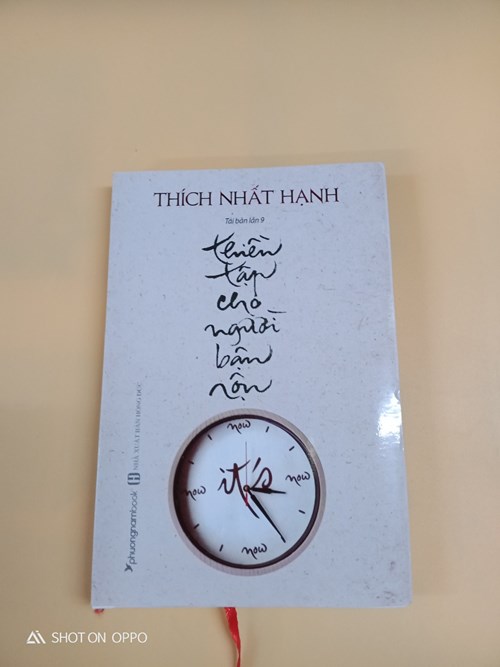 THÍCH NHẤT HẠNH
Tái bản lần 9
thiền
tập
cho
người
bận
rộn
now
it's
now
now
now
phuongnambook
NHÀ XUẤT BẢN HỒNG ĐỨC
SHOT ON OPPO